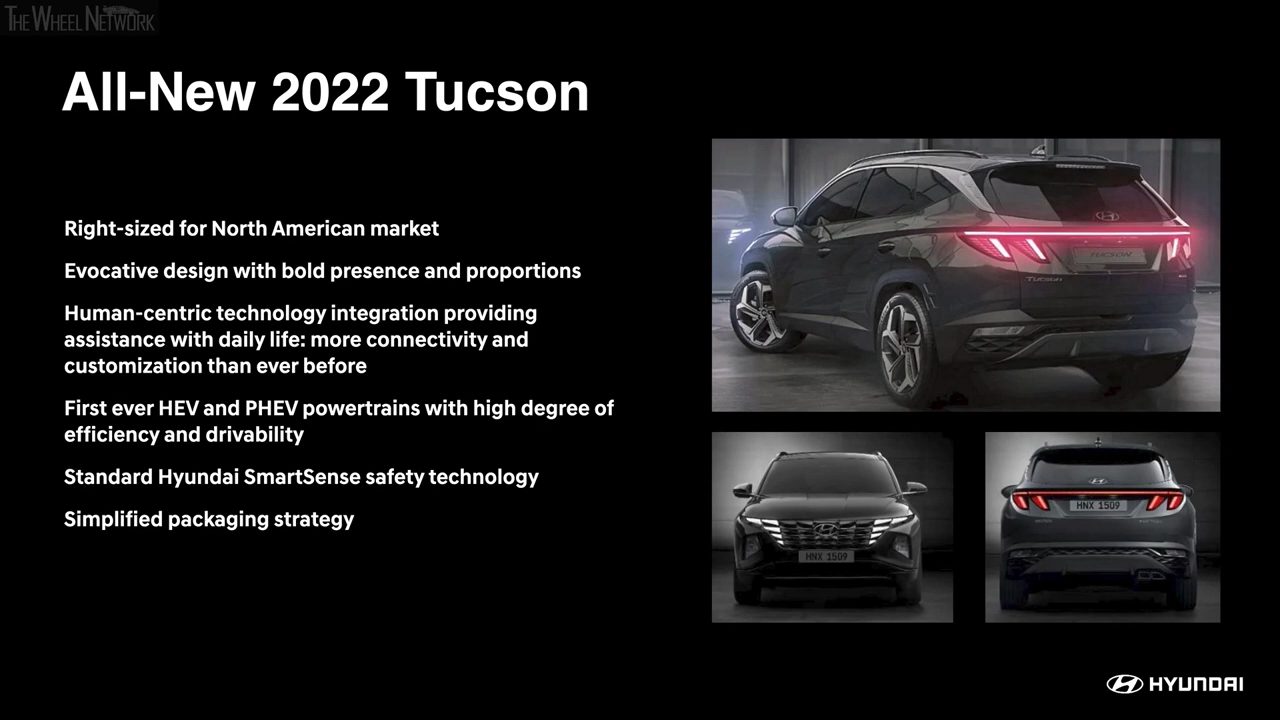 THE WHEEL NETWORK
All-New 2022 Tucson
Right-sized for North American market
Evocative design with bold presence and proportions
Human-centric technology integration providing
assistance with daily life: more connectivity and
customization than ever before
First ever HEV and PHEV powertrains with high degree of
efficiency and drivability
Standard Hyundai SmartSense safety technology
Simplified packaging strategy
TUCSON
TUCSON
HNX 1509
HNX 1509
HYUNDAI